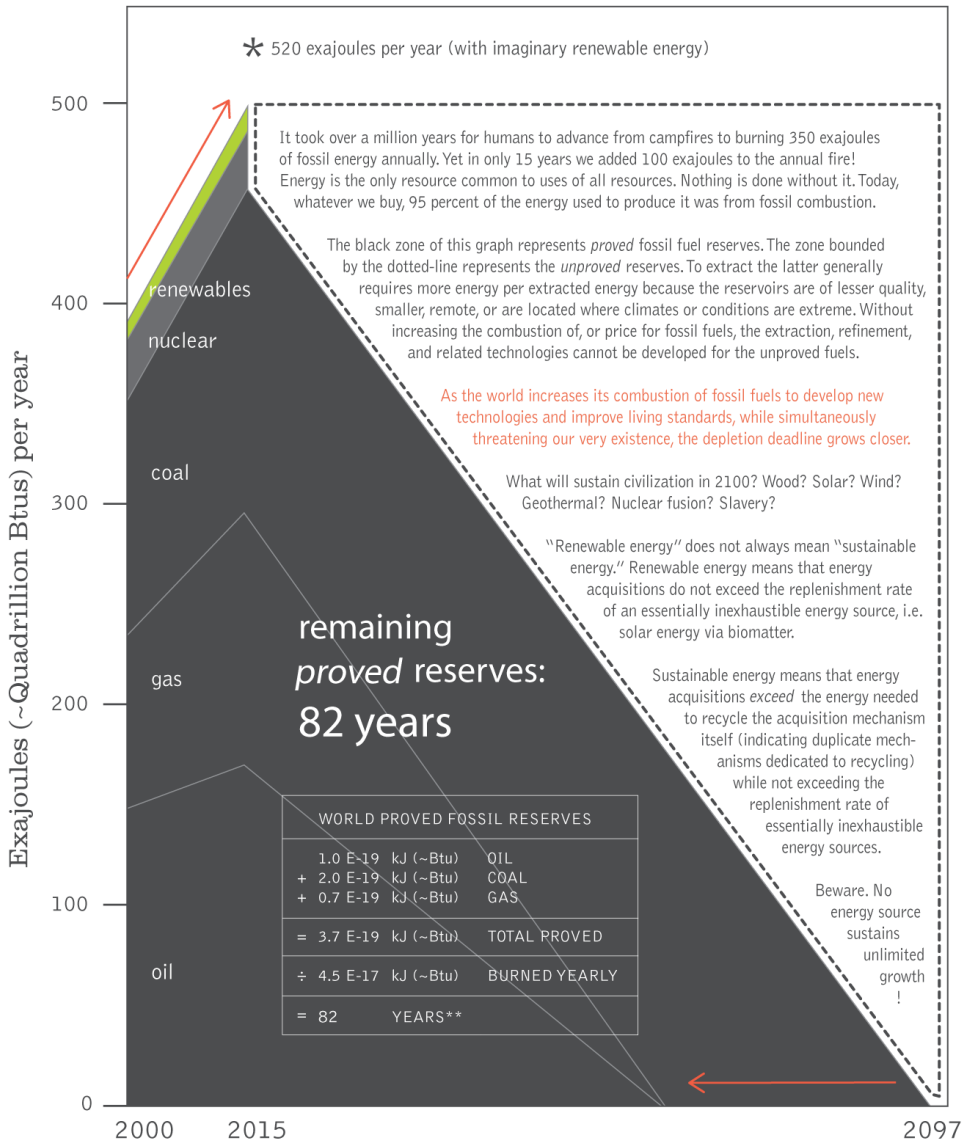 * 520 exajoules per year (with imaginary renewable energy)
500
It took over a million years for humans to advance from campfires to burning 350 exajoules
of fossil energy annually. Yet in only 15 years we added 100 exajoules to the annual fire!
Energy is the only resource common to uses of all resources. Nothing is done without it. Today,
whatever we buy, 95 percent of the energy used to produce it was from fossil combustion.
The black zone of this graph represents proved fossil fuel reserves. The zone bounded
by the dotted-line represents the unproved reserves. To extract the latter generally
requires more energy per extracted energy because the reservoirs are of lesser quality,
smaller, remote, or are located where climates or conditions are extreme. Without
increasing the combustion of, or price for fossil fuels, the extraction, refinement,
and related technologies cannot be developed for the unproved fuels.
As the world increases its combustion of fossil fuels to develop new
technologies and improve living standards, while simultaneously
threatening our very existence, the depletion deadline grows closer.
What will sustain civilization in 2100? Wood? Solar? Wind?
Geothermal? Nuclear fusion? Slavery?
"Renewable energy" does not always mean "sustainable
energy." Renewable energy means that energy
acquisitions do not exceed the replenishment rate
of an essentially inexhaustible energy source, i.e.
solar energy via biomatter.
Sustainable energy means that energy
acquisitions exceed the energy needed
to recycle the acquisition mechanism
itself (indicating duplicate mech-
anisms dedicated to recycling)
while not exceeding the
replenishment rate of
essentially inexhaustible
energy sources.
Beware. No
energy source
sustains
unlimited
growth
!
400
300
200
100
0
Exajoules (~Quadrillion Btus) per year
renewables
nuclear
coal
gas
oil
remaining
proved reserves:
82 years
WORLD PROVED FOSSIL RESERVES
1.0 E-19 kJ (~Btu) OIL
+ 2.0 E-19 kJ (~Btu) COAL
+ 0.7 E-19 kJ (~Btu) GAS
= 3.7 E-19 kJ (~Btu) TOTAL PROVED
÷ 4.5 E-17 kJ (~Btu) BURNED YEARLY
= 82 YEARS**
2000 2015 2097